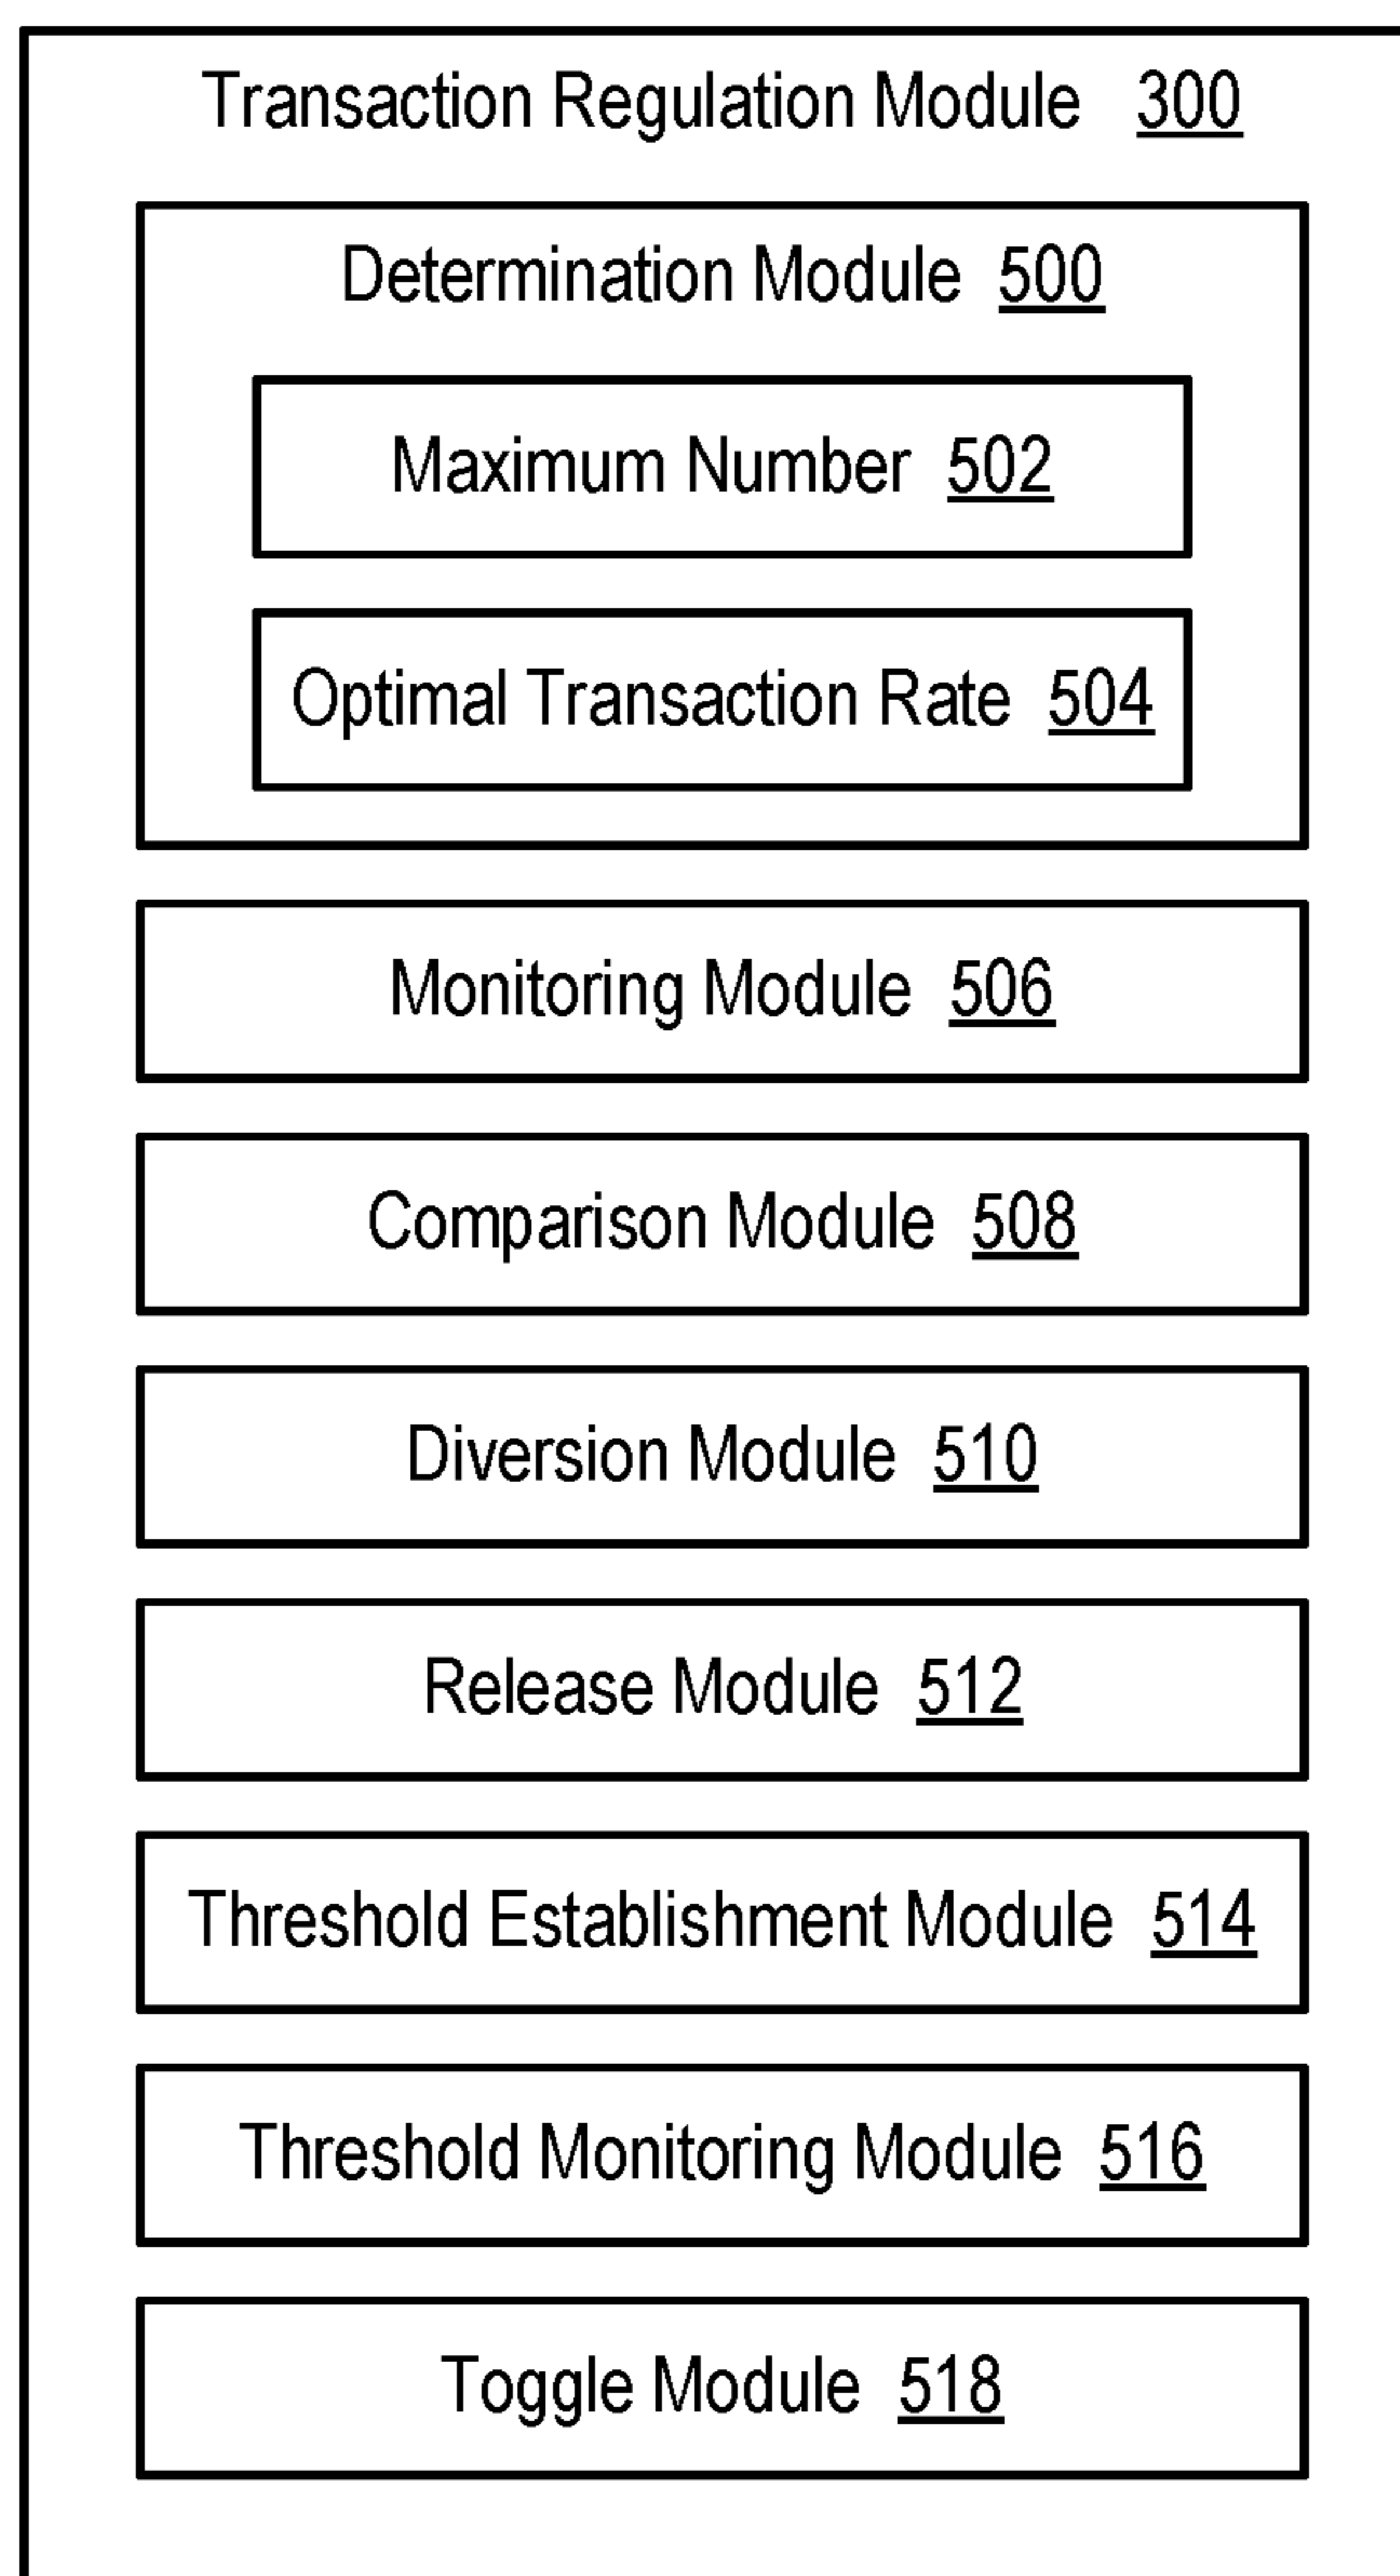 Transaction Regulation Module 300
Determination Module 500
Maximum Number 502
Optimal Transaction Rate 504
Monitoring Module 506
Comparison Module 508
Diversion Module 510
Release Module 512
Threshold Establishment Module 514
Threshold Monitoring Module 516
Toggle Module 518